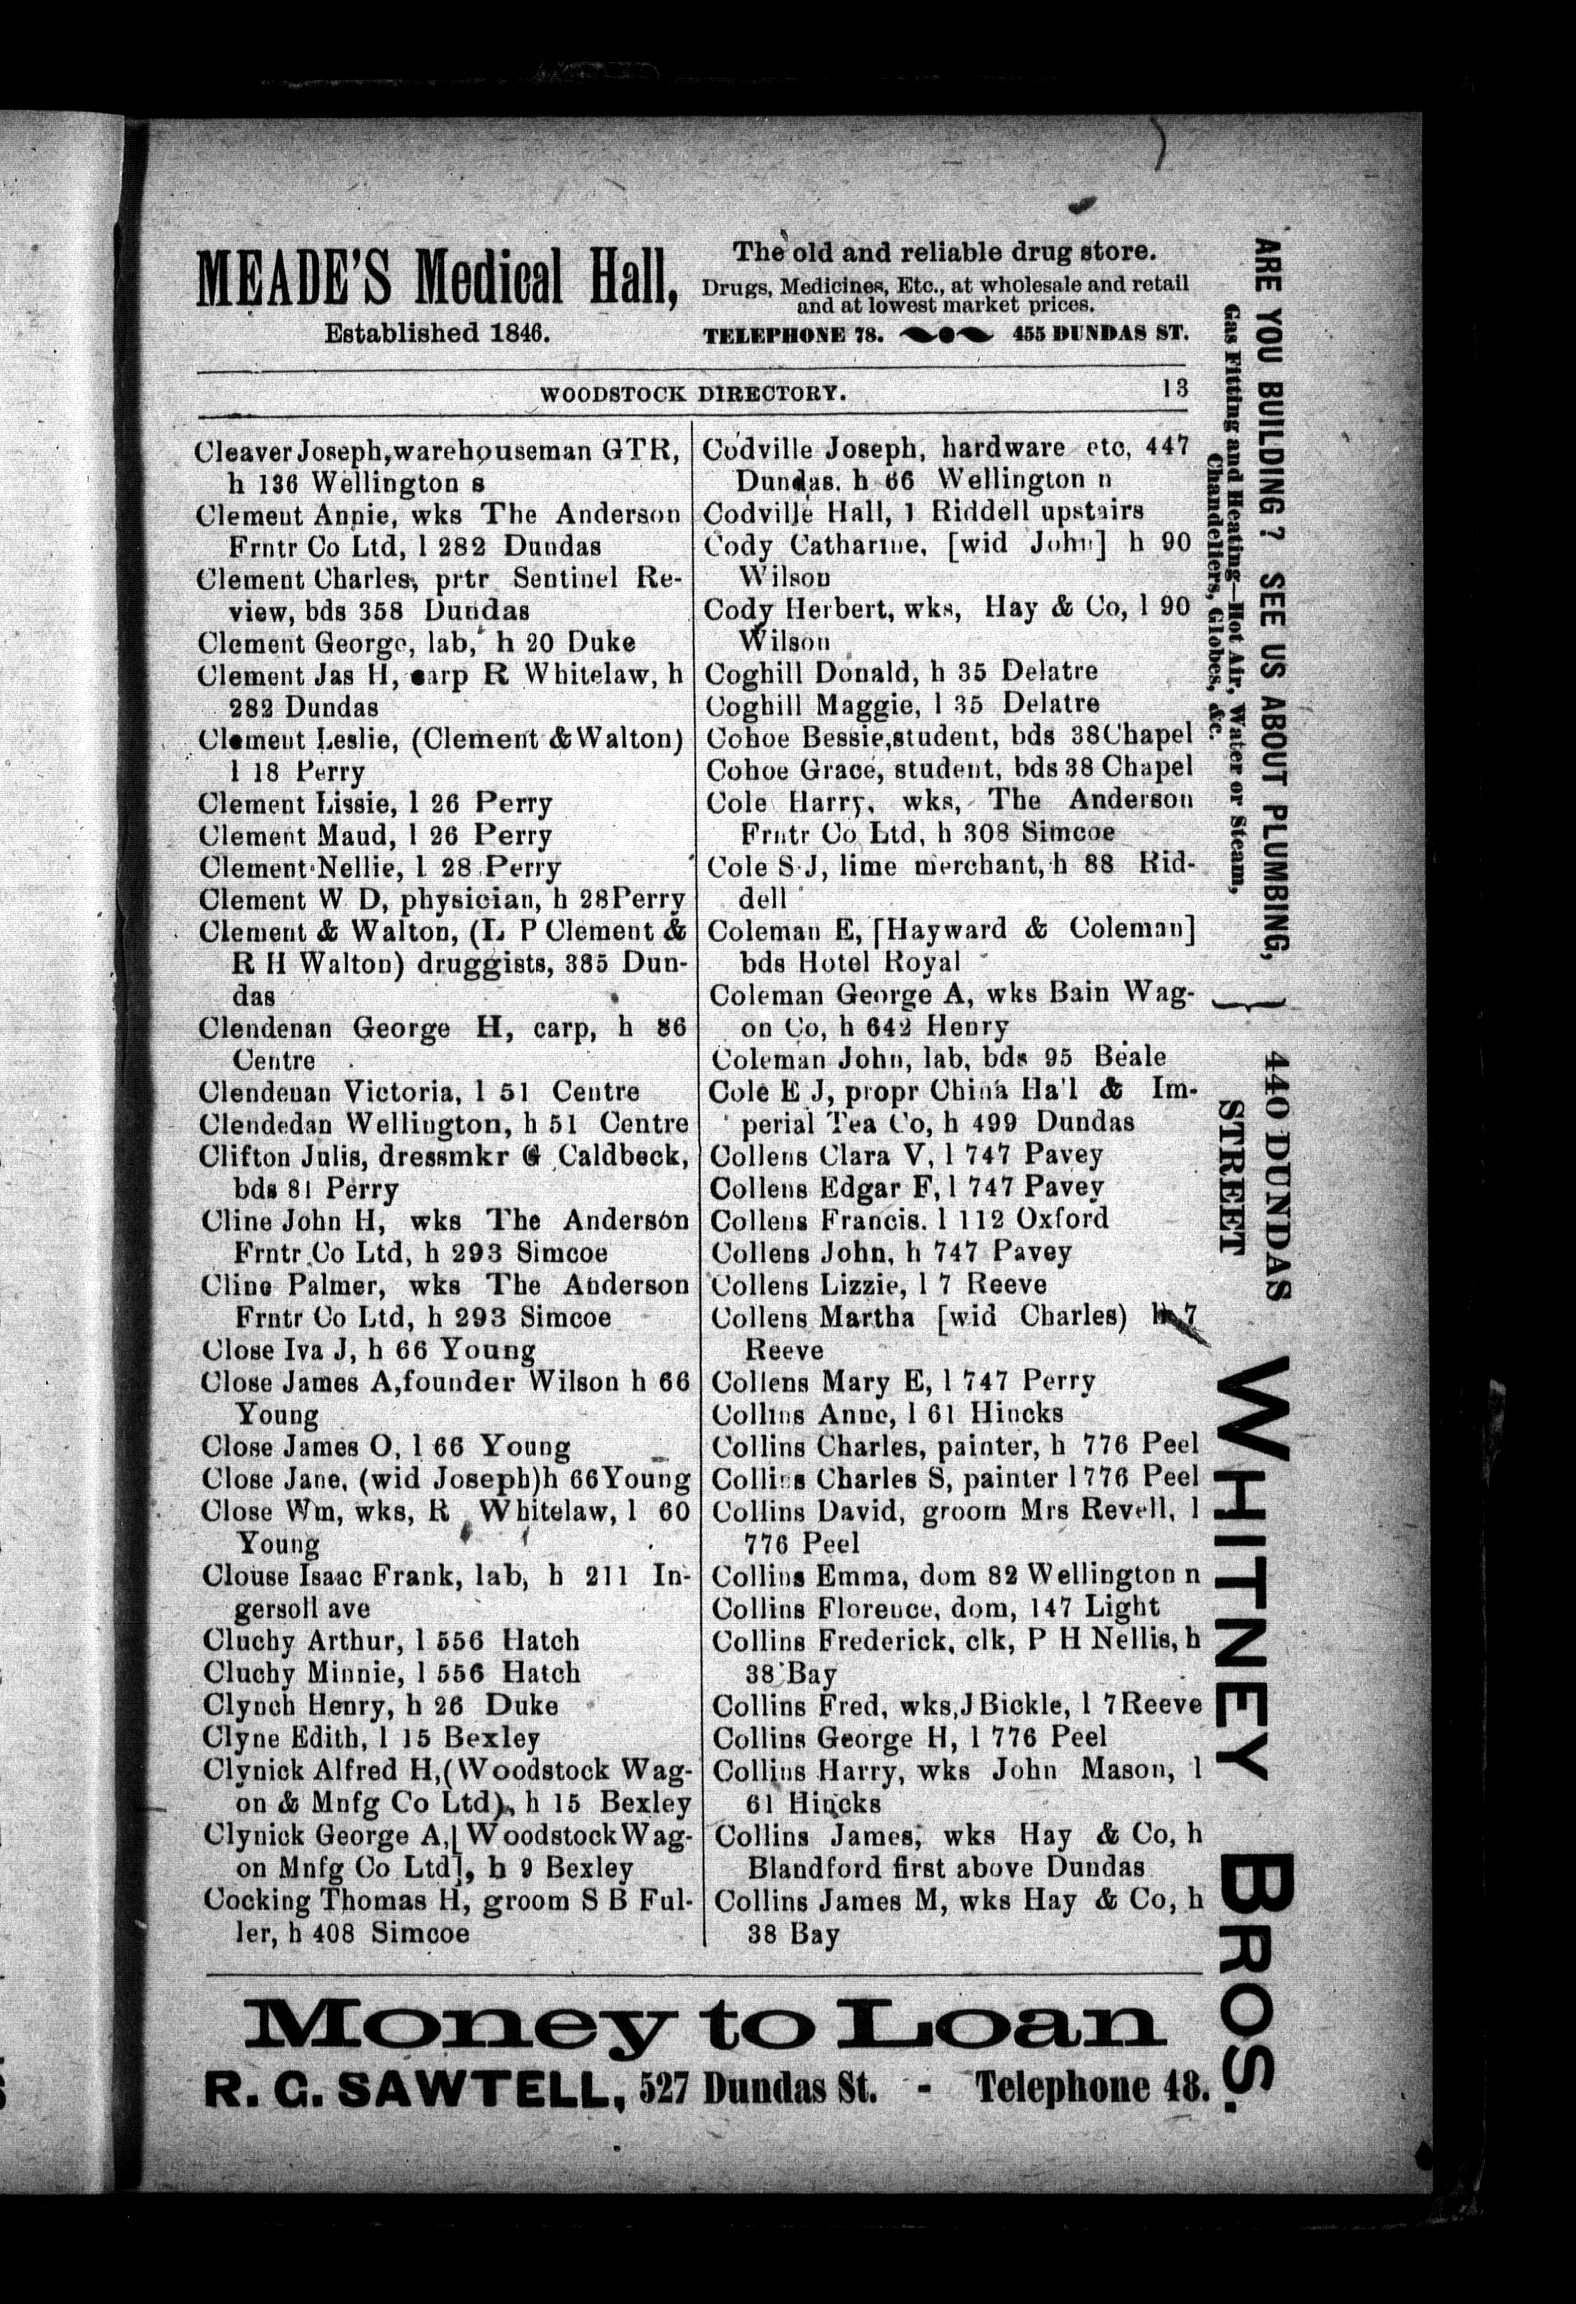 MEADE'S Medical Hall,
Established 1846.
The old and reliable drug store.
Drugs, Medicines, Etc., at wholesale and retail
and at lowest market prices.
TELEPHONE 78. 455 DUNDAS ST.
WOODSTOCK DIRECTORY. 13
Cleaver Joseph, warehouseman GTR,
h 136 Wellington s
Clement Annie, wks The Anderson
Frntr Co Ltd, l 282 Dundas
Clement Charles, prtr Sentinel Re-
view, bds 358 Dundas
Clement George, lab, h 20 Duke
Clement Jas H, carp R Whitelaw, h
282 Dundas
Clement Leslie, (Clement & Walton)
l 18 Perry
Clement Lissie, l 26 Perry
Clement Maud, l 26 Perry
Clement Nellie, l 28 Perry
Clement W D, physician, h 28 Perry
Clement & Walton, (L P Clement &
R H Walton) druggists, 385 Dun-
das
Clendenan George H, carp, h 86
Centre
Clendenan Victoria, l 51 Centre
Clendedan Wellington, h 51 Centre
Clifton Julis, dressmkr G Caldbeck,
bds 81 Perry
Cline John H, wks The Anderson
Frntr Co Ltd, h 293 Simcoe
Cline Palmer, wks The Anderson
Frntr Co Ltd, h 293 Simcoe
Close Iva J, h 66 Young
Close James A, founder Wilson h 66
Young
Close James O, l 66 Young
Close Jane, (wid Joseph) h 66 Young
Close Wm, wks, R Whitelaw, l 60
Young
Clouse Isaac Frank, lab, h 211 In-
gersoll ave
Cluchy Arthur, l 556 Hatch
Cluchy Minnie, l 556 Hatch
Clynch Henry, h 26 Duke
Clyne Edith, l 15 Bexley
Clynick Alfred H, (Woodstock Wag-
on & Mnfg Co Ltd), h 15 Bexley
Clynick George A, [Woodstock Wag-
on Mnfg Co Ltd], h 9 Bexley
Cocking Thomas H, groom S B Ful-
ler, h 408 Simcoe
Codville Joseph, hardware etc, 447
Dundas. h 66 Wellington n
Codville Hall, l Riddell upstairs
Cody Catharine, [wid John] h 90
Wilson
Cody Herbert, wks, Hay & Co, l 90
Wilson
Coghill Donald, h 35 Delatre
Coghill Maggie, l 35 Delatre
Cohoe Bessie, student, bds 38 Chapel
Cohoe Grace, student, bds 38 Chapel
Cole Harry, wks, The Anderson
Frntr Co Ltd, h 308 Simcoe
Cole S J, lime merchant, h 88 Rid-
dell
Coleman E, [Hayward & Coleman]
bds Hotel Royal
Coleman George A, wks Bain Wag-
on Co, h 642 Henry
Coleman John, lab, bds 95 Beale
Cole E J, propr China Hall & Im-
perial Tea Co, h 499 Dundas
Collens Clara V, l 747 Pavey
Collens Edgar F, l 747 Pavey
Collens Francis. l 112 Oxford
Collens John, h 747 Pavey
Collens Lizzie, l 7 Reeve
Collens Martha [wid Charles) h 7
Reeve
Collens Mary E, l 747 Perry
Collins Anne, l 61 Hincks
Collins Charles, painter, h 776 Peel
Collins Charles S, painter l 776 Peel
Collins David, groom Mrs Revell, l
776 Peel
Collins Emma, dom 82 Wellington n
Collins Florence, dom, 147 Light
Collins Frederick, clk, P H Nellis, h
38 Bay
Collins Fred, wks, J Bickle, l 7 Reeve
Collins George H, l 776 Peel
Collins Harry, wks John Mason, l
61 Hincks
Collins James, wks Hay & Co, h
Blandford first above Dundas
Collins James M, wks Hay & Co, h
38 Bay
ARE YOU BUILDING? SEE US ABOUT PLUMBING,
Gas Fitting and Heating—Hot Air, Water or Steam,
Chandeliers, Globes, &c.
440 DUNDAS
STREET
WHITNEY BROS.
Money to Loan
R. G. SAWTELL, 527 Dundas St. - Telephone 48.